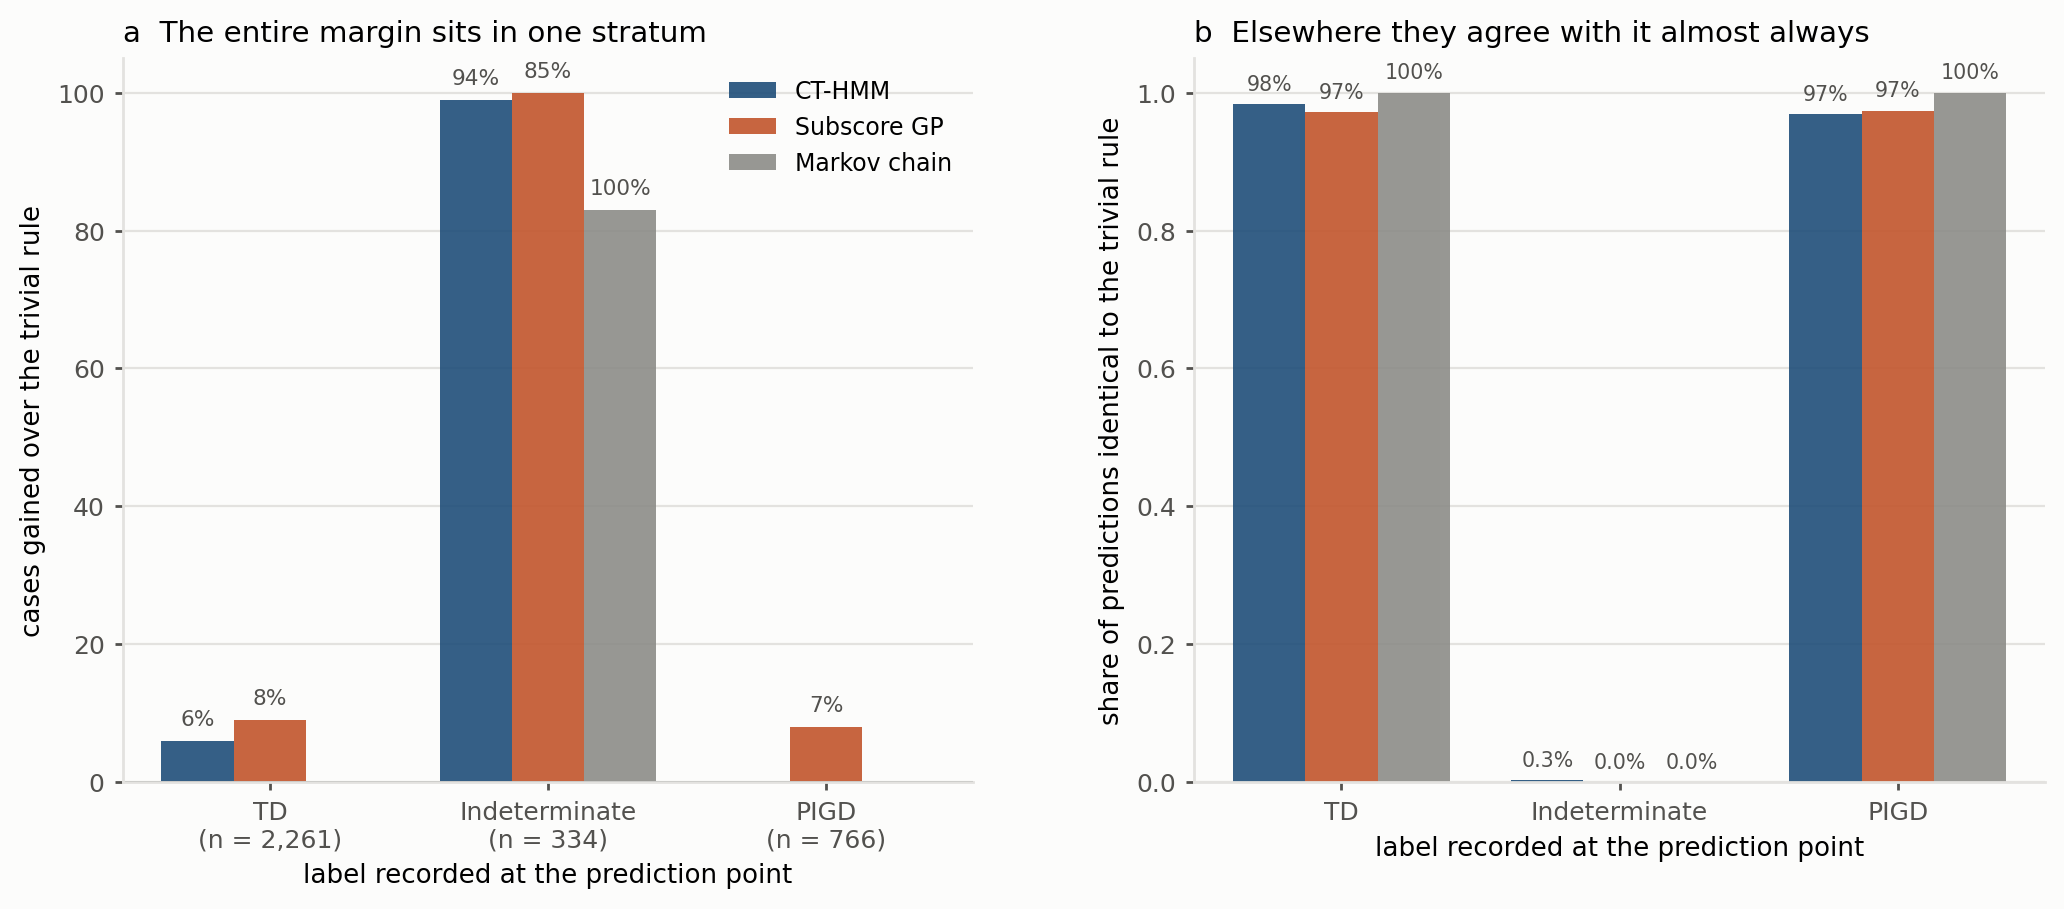 a  The entire margin sits in one stratum
cases gained over the trivial rule
100
80
60
40
20
0
6%
8%
94%
85%
100%
7%
CT-HMM
Subscore GP
Markov chain
TD
(n = 2,261)
Indeterminate
(n = 334)
PIGD
(n = 766)
label recorded at the prediction point
b  Elsewhere they agree with it almost always
share of predictions identical to the trivial rule
1.0
0.8
0.6
0.4
0.2
0.0
98%
97%
100%
0.3%
0.0%
0.0%
97%
97%
100%
TD
Indeterminate
PIGD
label recorded at the prediction point